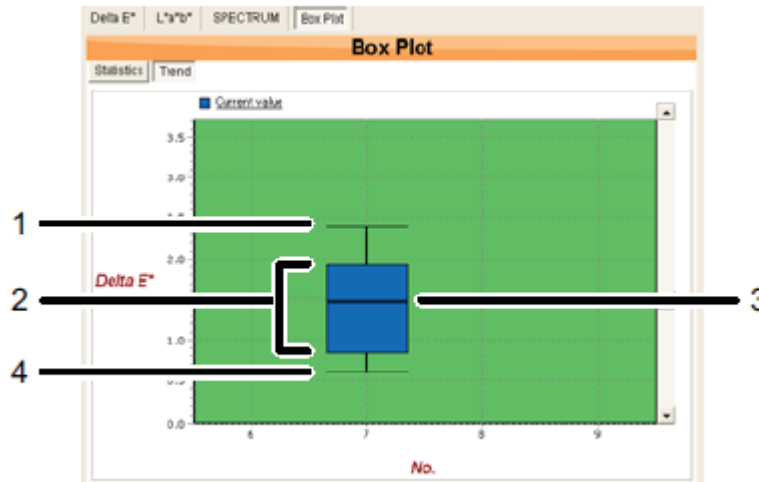 Delta E* L*a*b* SPECTRUM Box Plot
Box Plot
Statistics Trend
Current value
3.5
3.0
1
2.0
Delta E*
2
3
1.0
4
0.5
0.0
6 7 8 9
No.